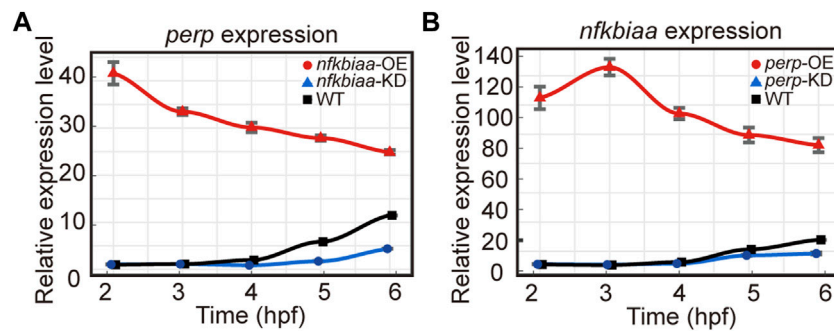 A
perp expression
Relative expression level
40
30
20
10
0
nfkbiaa-OE
nfkbiaa-KD
WT
2 3 4 5 6
Time (hpf)
B
nfkbiaa expression
Relative expression level
140
120
100
80
60
40
20
0
perp-OE
perp-KD
WT
2 3 4 5 6
Time (hpf)